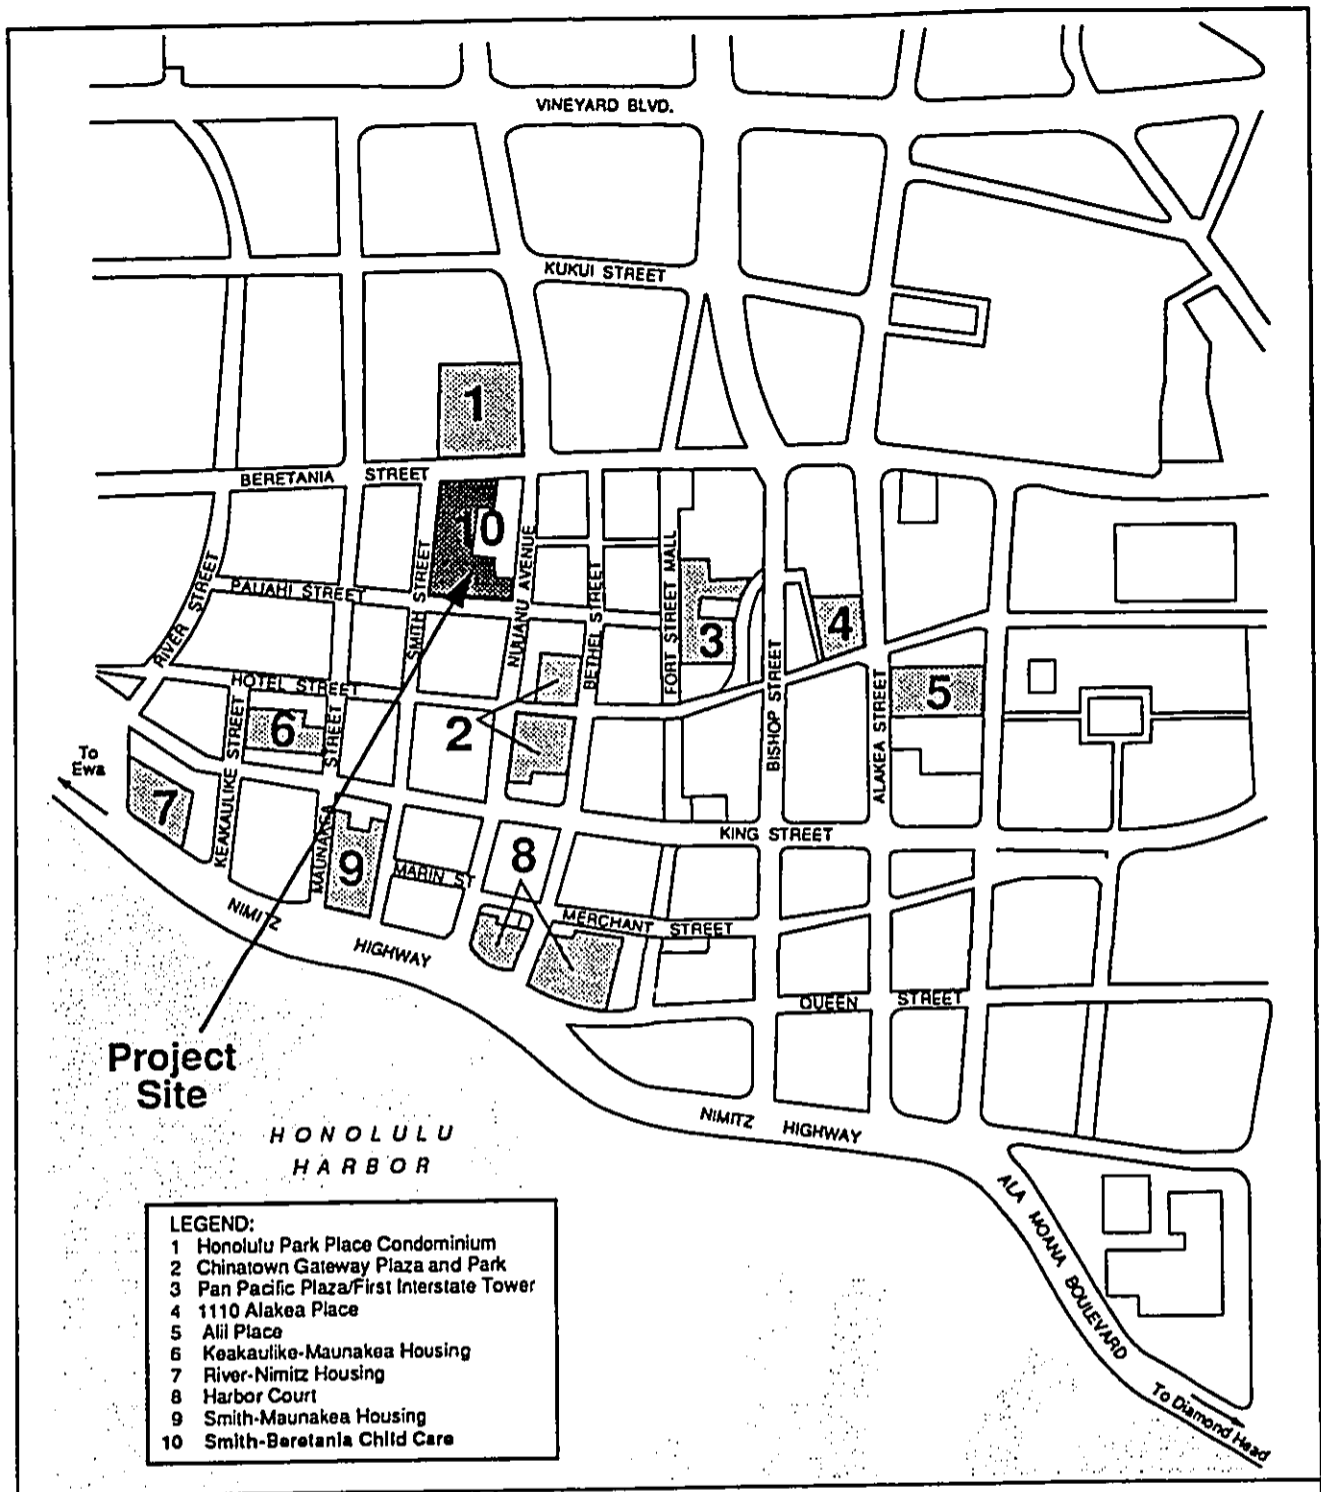 VINEYARD BLVD.
KUKUI STREET
1
BERETANIA STREET
10
RIVER STREET
PAUAHI STREET
SMITH STREET
NUUANU AVENUE
BETHEL STREET
FORT STREET MALL
3
BISHOP STREET
4
ALAKEA STREET
5
HOTEL STREET
KEAKAULIKE STREET
6
MAUNAKEA STREET
2
To
Ewa
7
KING STREET
9
MARIN ST
8
MERCHANT STREET
NIMITZ HIGHWAY
QUEEN STREET
Project
Site
HONOLULU
HARBOR
NIMITZ HIGHWAY
ALA MOANA BOULEVARD
To Diamond Head
LEGEND:
1 Honolulu Park Place Condominium
2 Chinatown Gateway Plaza and Park
3 Pan Pacific Plaza/First Interstate Tower
4 1110 Alakea Place
5 Alii Place
6 Keakaulike-Maunakea Housing
7 River-Nimitz Housing
8 Harbor Court
9 Smith-Maunakea Housing
10 Smith-Beretania Child Care